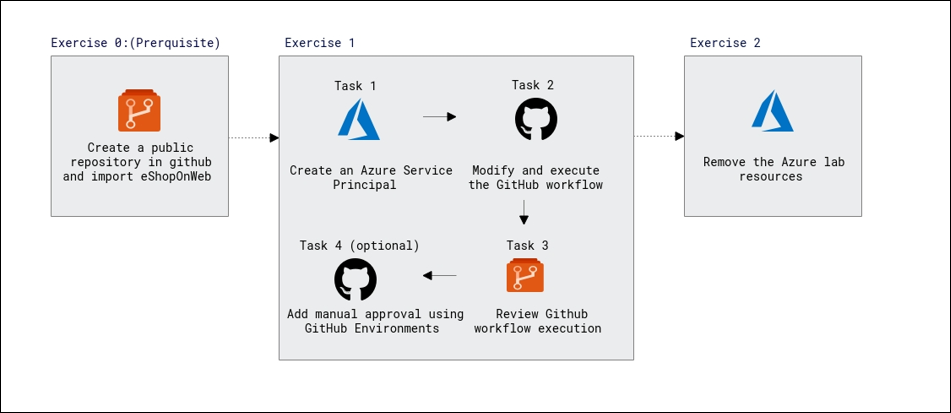 Exercise 0:(Prerquisite)
Create a public
repository in github
and import eShopOnWeb
Exercise 1
Task 1
Create an Azure Service
Principal
Task 2
Modify and execute
the GitHub workflow
Task 3
Review Github
workflow execution
Task 4 (optional)
Add manual approval using
GitHub Environments
Exercise 2
Remove the Azure lab
resources